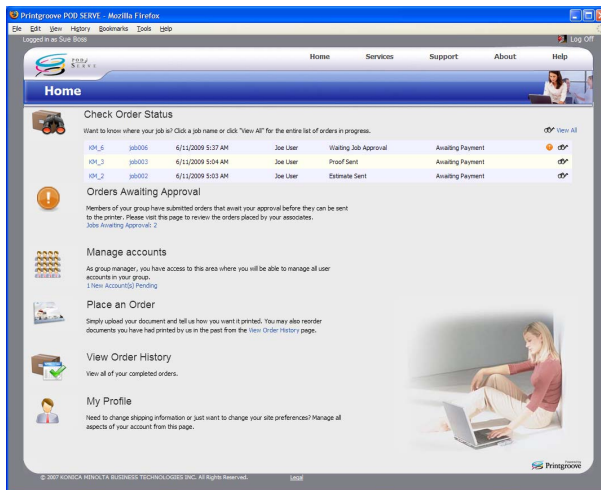 Printgroove POD SERVE - Mozilla Firefox
File Edit View History Bookmarks Tools Help
Logged in as Sue Boss Log Off
POD
SERVE
Home Services Support About Help
Home
Check Order Status
Want to know where your job is? Click a job name or click "View All" for the entire list of orders in progress. View All
KM_6 job006 6/11/2009 5:37 AM Joe User Waiting Job Approval Awaiting Payment
KM_3 job003 6/11/2009 5:04 AM Joe User Proof Sent Awaiting Payment
KM_2 job002 6/11/2009 5:03 AM Joe User Estimate Sent Awaiting Payment
Orders Awaiting Approval
Members of your group have submitted orders that await your approval before they can be sent
to the printer. Please visit this page to review the orders placed by your associates.
Jobs Awaiting Approval: 2
Manage accounts
As group manager, you have access to this area where you will be able to manage all user
accounts in your group.
1 New Account(s) Pending
Place an Order
Simply upload your document and tell us how you want it printed. You may also reorder
documents you have had printed by us in the past from the View Order History page.
View Order History
View all of your completed orders.
My Profile
Need to change shipping information or just want to change your site preferences? Manage all
aspects of your account from this page.
Powered by
Printgroove
© 2007 KONICA MINOLTA BUSINESS TECHNOLOGIES INC. All Rights Reserved. Legal